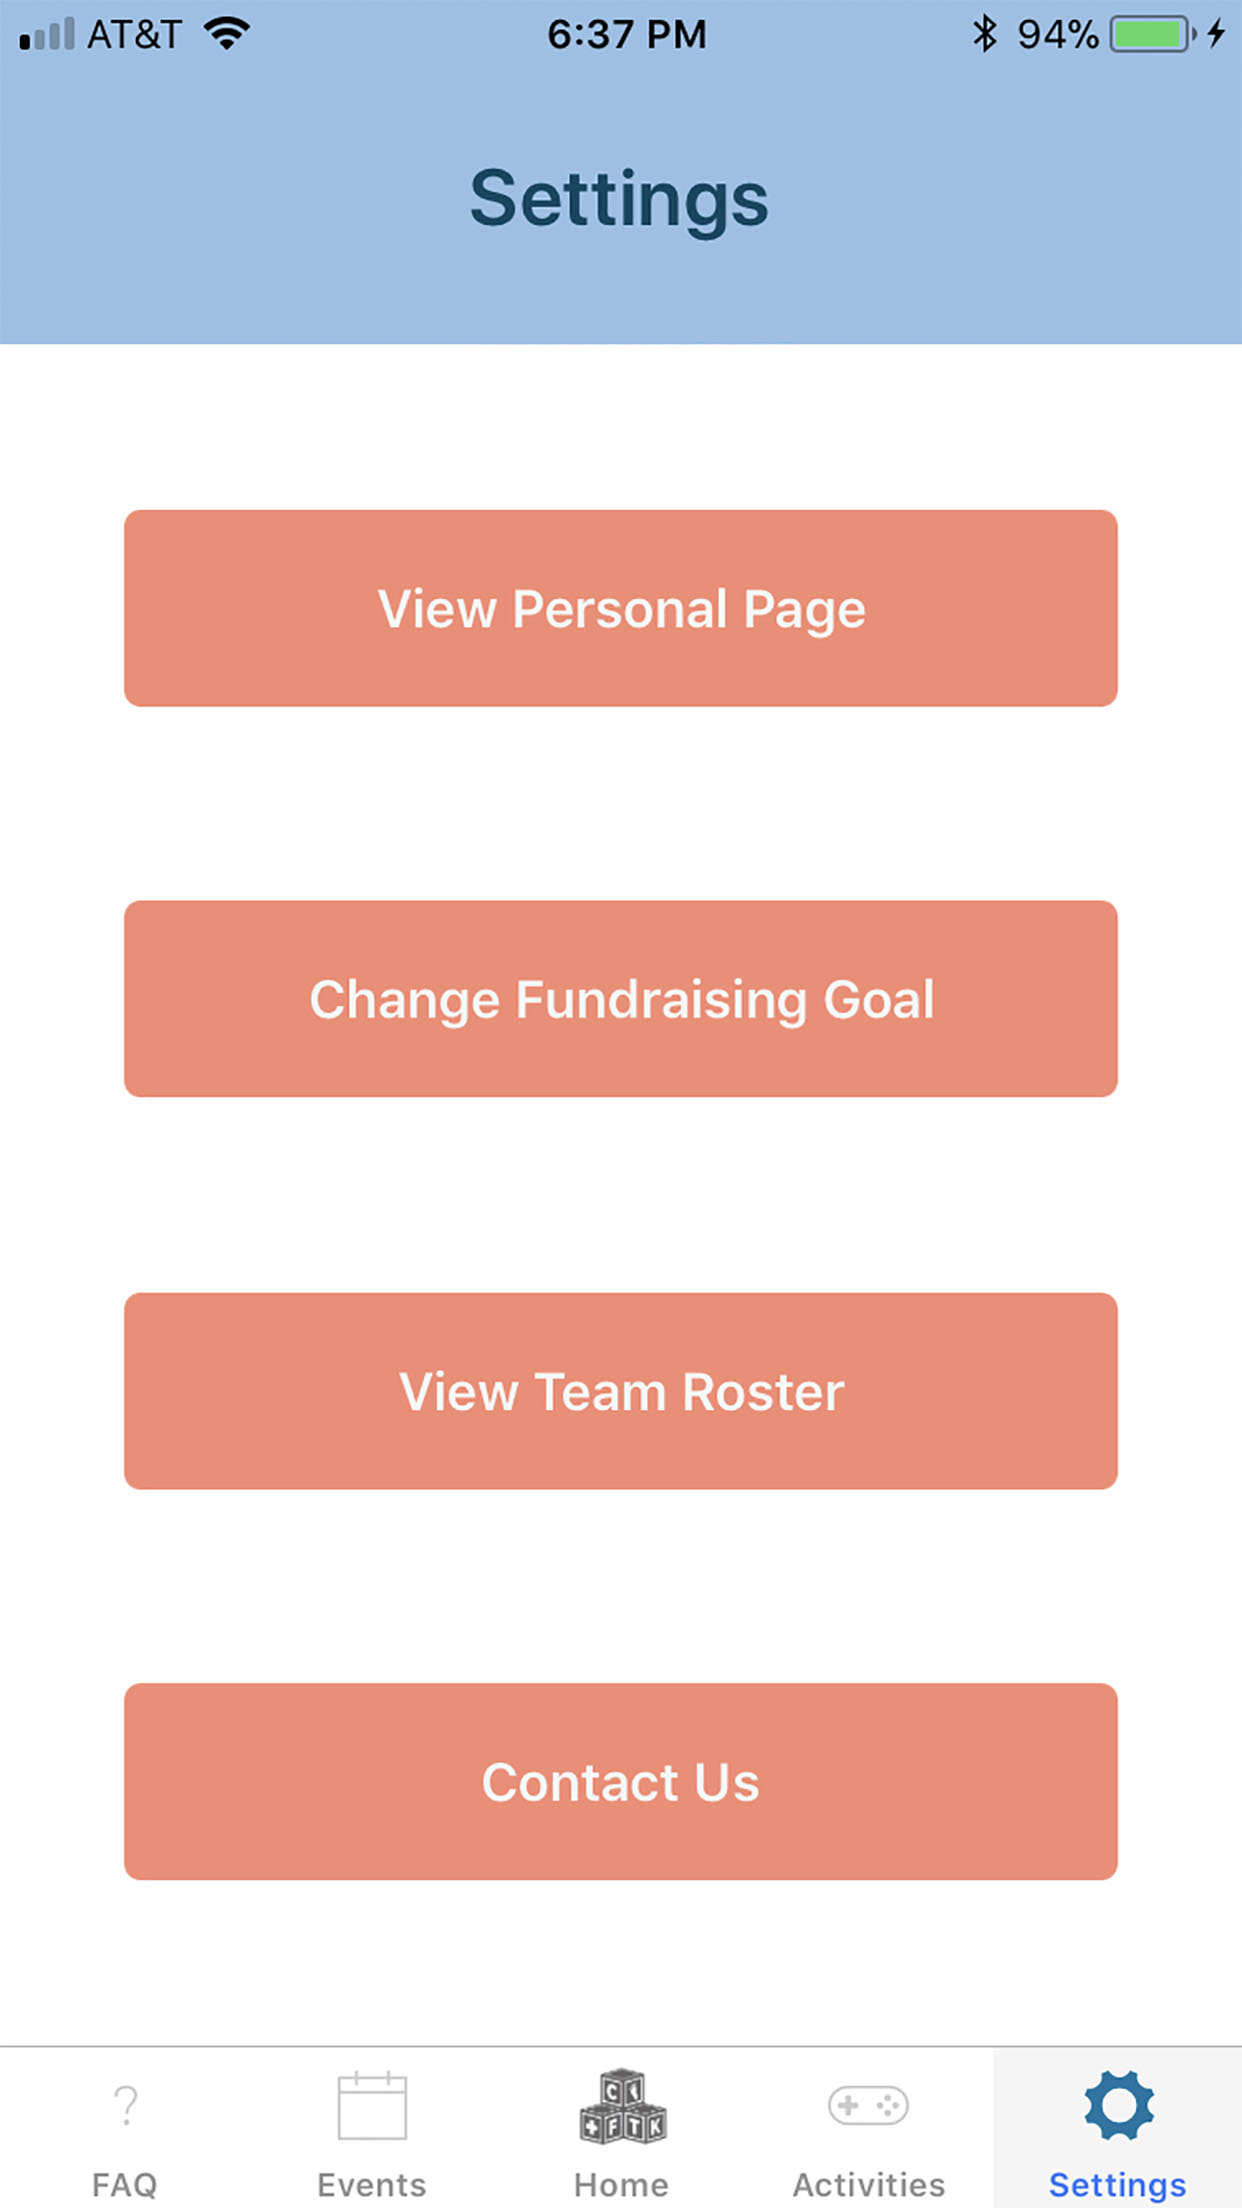 AT&T 6:37 PM 94%
Settings
View Personal Page
Change Fundraising Goal
View Team Roster
Contact Us
?
C
FTK
FAQ Events Home Activities Settings